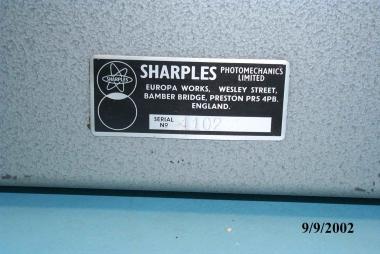 SHARPLES
SHARPLES PHOTOMECHANICS LIMITED
EUROPA WORKS, WESLEY STREET,
BAMBER BRIDGE, PRESTON PR5 4PB.
ENGLAND.
SERIAL Nº
9/9/2002